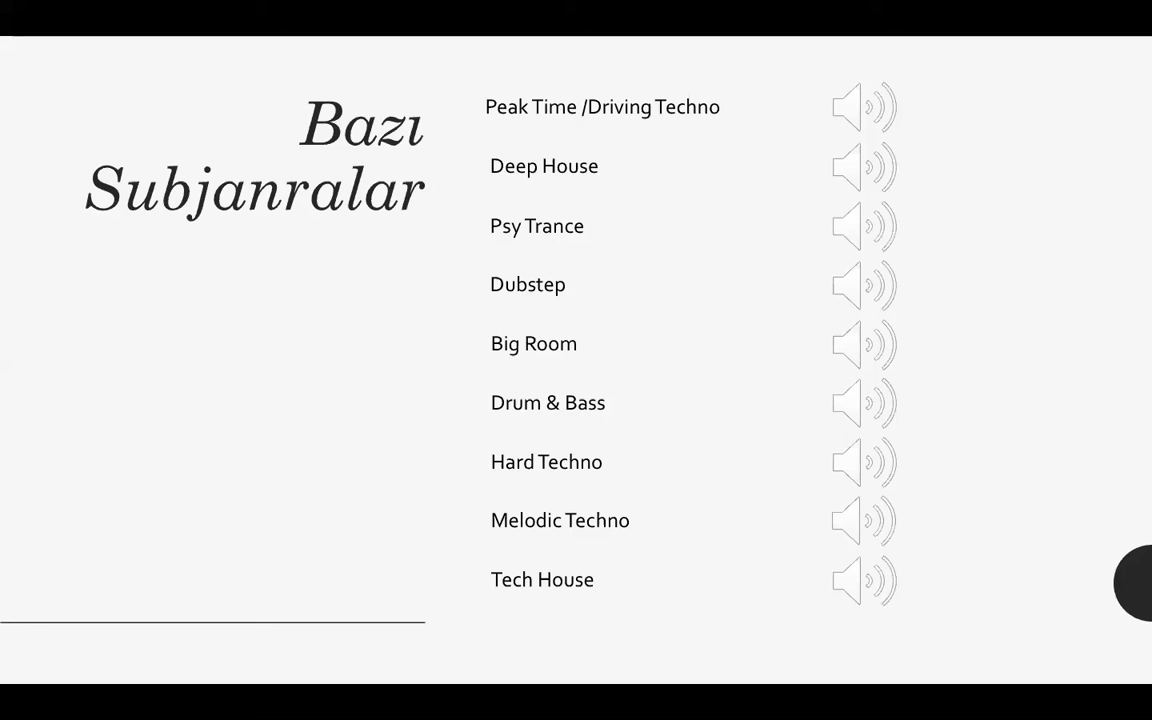 Bazı
Subjanralar
Peak Time /Driving Techno
Deep House
Psy Trance
Dubstep
Big Room
Drum & Bass
Hard Techno
Melodic Techno
Tech House